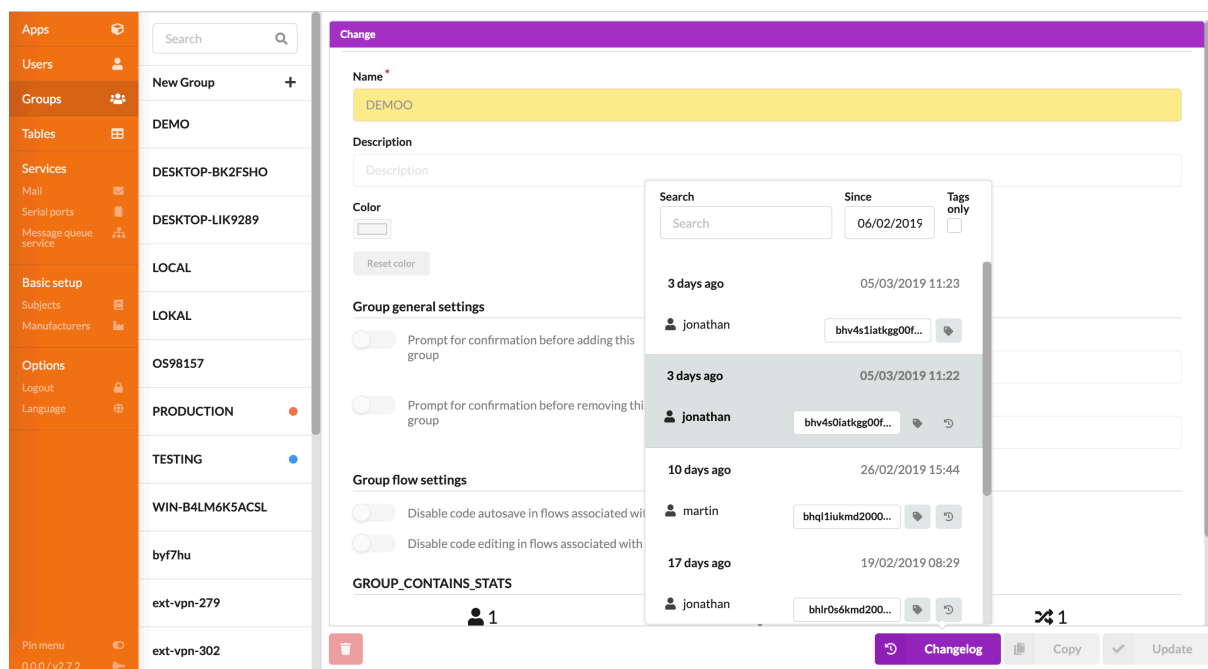 Apps
Users
Groups
Tables
Services
Mail
Serial ports
Message queue
service
Basic setup
Subjects
Manufacturers
Options
Logout
Language
Pin menu
0.0.0 / v2.7.2
Search
New Group
DEMO
DESKTOP-BK2FSHO
DESKTOP-LIK9289
LOCAL
LOKAL
OS98157
PRODUCTION
TESTING
WIN-B4LM6K5ACSL
byf7hu
ext-vpn-279
ext-vpn-302
Change
Name *
DEMOO
Description
Description
Color
Reset color
Group general settings
Prompt for confirmation before adding this
group
Prompt for confirmation before removing thi
group
Group flow settings
Disable code autosave in flows associated wi
Disable code editing in flows associated with
GROUP_CONTAINS_STATS
1
1
Search
Since
Tags
only
Search
06/02/2019
3 days ago
05/03/2019 11:23
jonathan
bhv4s1iatkgg00f...
3 days ago
05/03/2019 11:22
jonathan
bhv4s0iatkgg00f...
10 days ago
26/02/2019 15:44
martin
bhql1iukmd2000...
17 days ago
19/02/2019 08:29
jonathan
bhlr0s6kmd200...
Changelog
Copy
Update